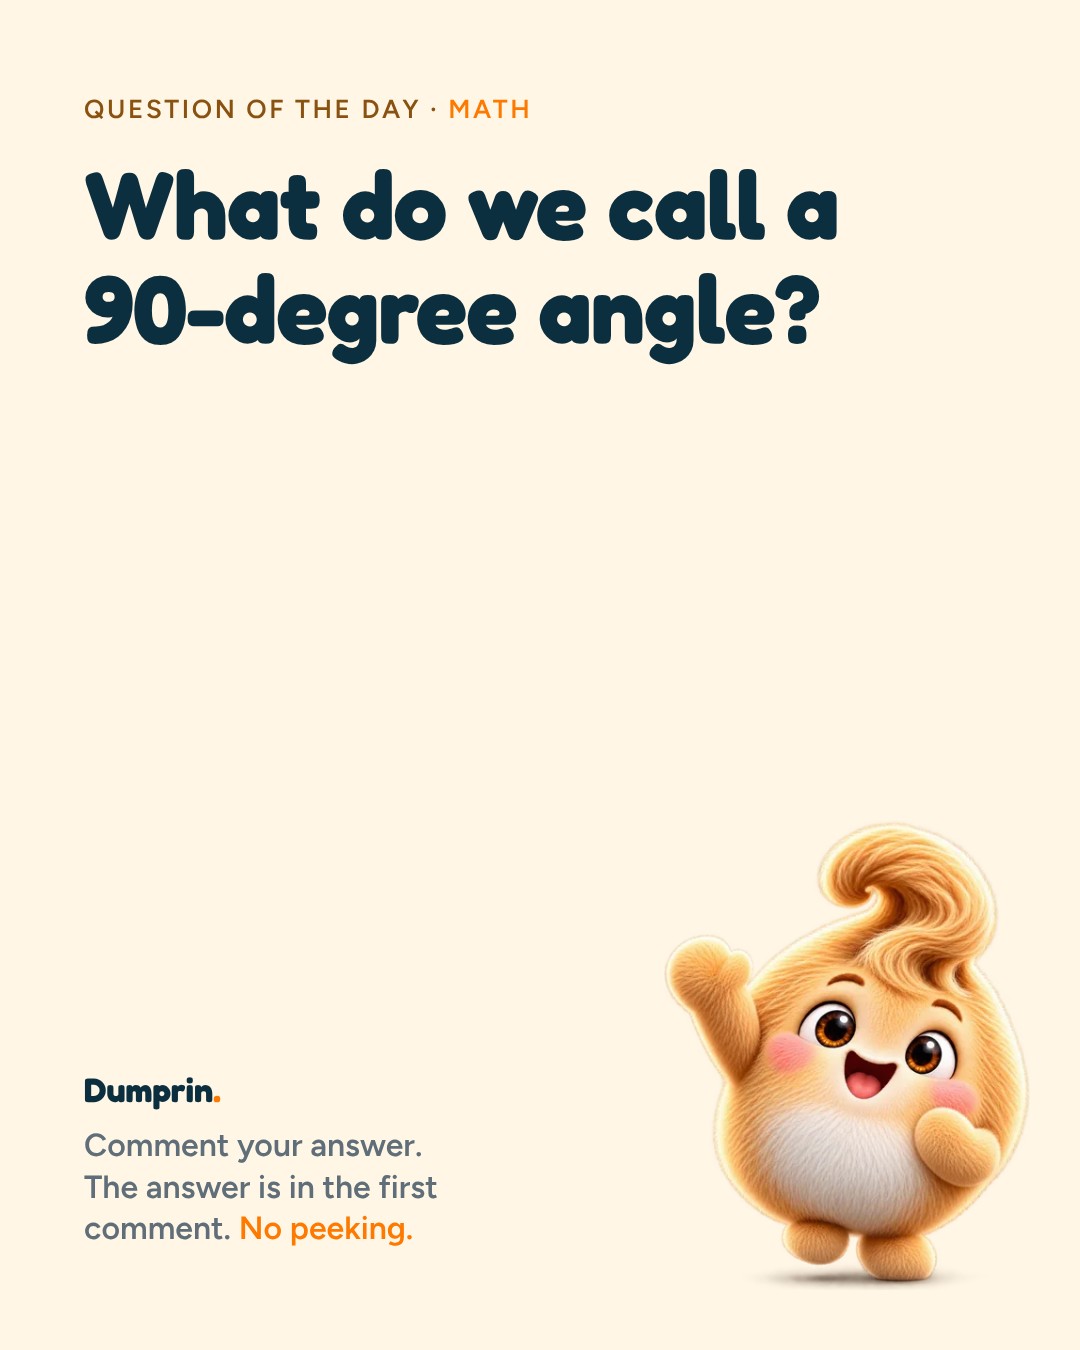 QUESTION OF THE DAY · MATH
What do we call a
90-degree angle?
Dumprin.
Comment your answer.
The answer is in the first
comment. No peeking.